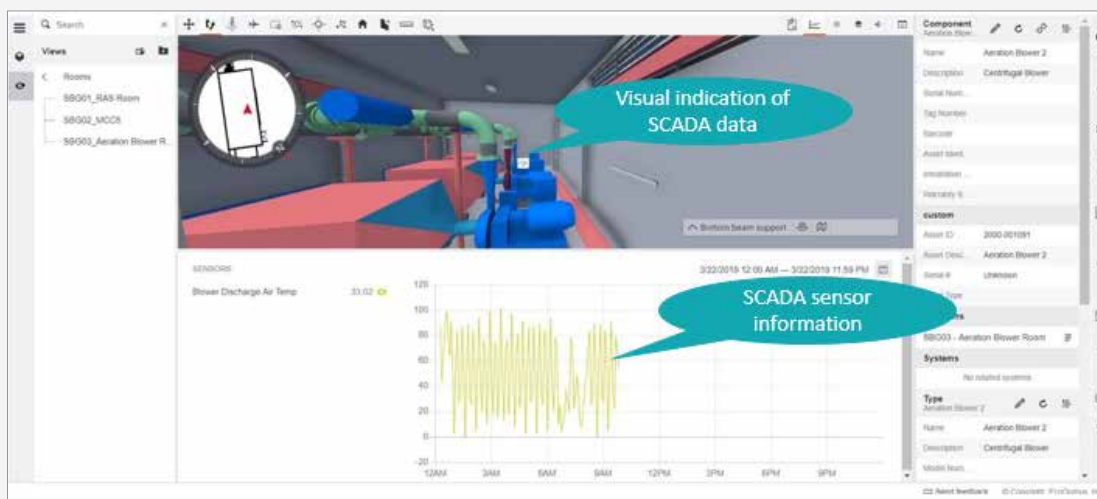 Search
Views
Rooms
SBG01_RAS Room
SBG02_MCC5
SBG03_Aeration Blower R...
Visual indication of
SCADA data
Bottom beam support
SENSORS
3/22/2019 12:00 AM — 3/22/2019 11:59 PM
Blower Discharge Air Temp 33.02
SCADA sensor
information
120
100
80
60
40
20
0
-20
12AM 3AM 6AM 9AM 12PM 3PM 6PM 9PM
Component
Aeration Blow...
Name Aeration Blower 2
Description Centrifugal Blower
Serial Num...
Tag Number
Barcode
Asset Ident...
Installation ...
Warranty S...
custom
Asset ID 2000-001091
Asset Desc... Aeration Blower 2
Serial # Unknown
Type
SBG03 - Aeration Blower Room
Systems
No related systems
Type
Aeration Blower 2
Name Aeration Blower 2
Description Centrifugal Blower
Model Num...
Send feedback © Copyright